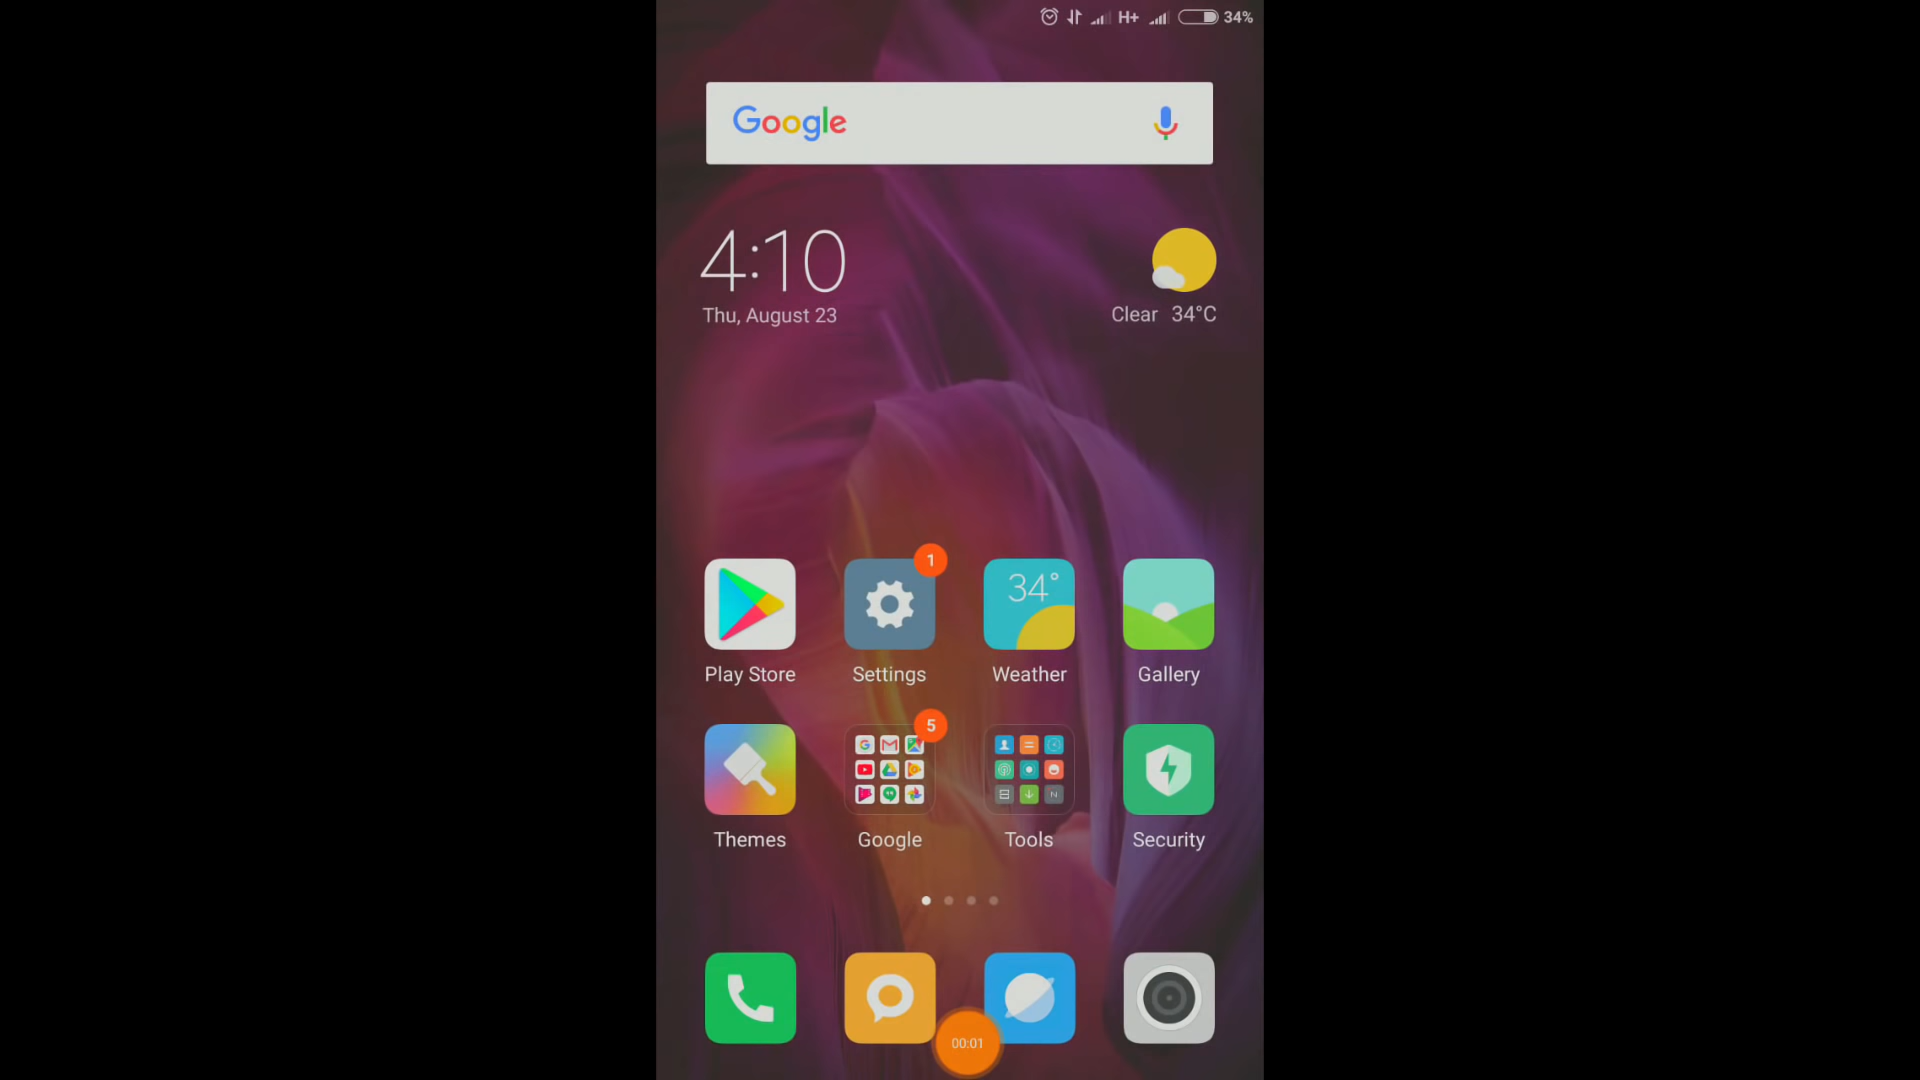 H+ 34%
Google
4:10
Thu, August 23
Clear 34°C
1
34°
Play Store Settings Weather Gallery
5
Themes Google Tools Security
00:01